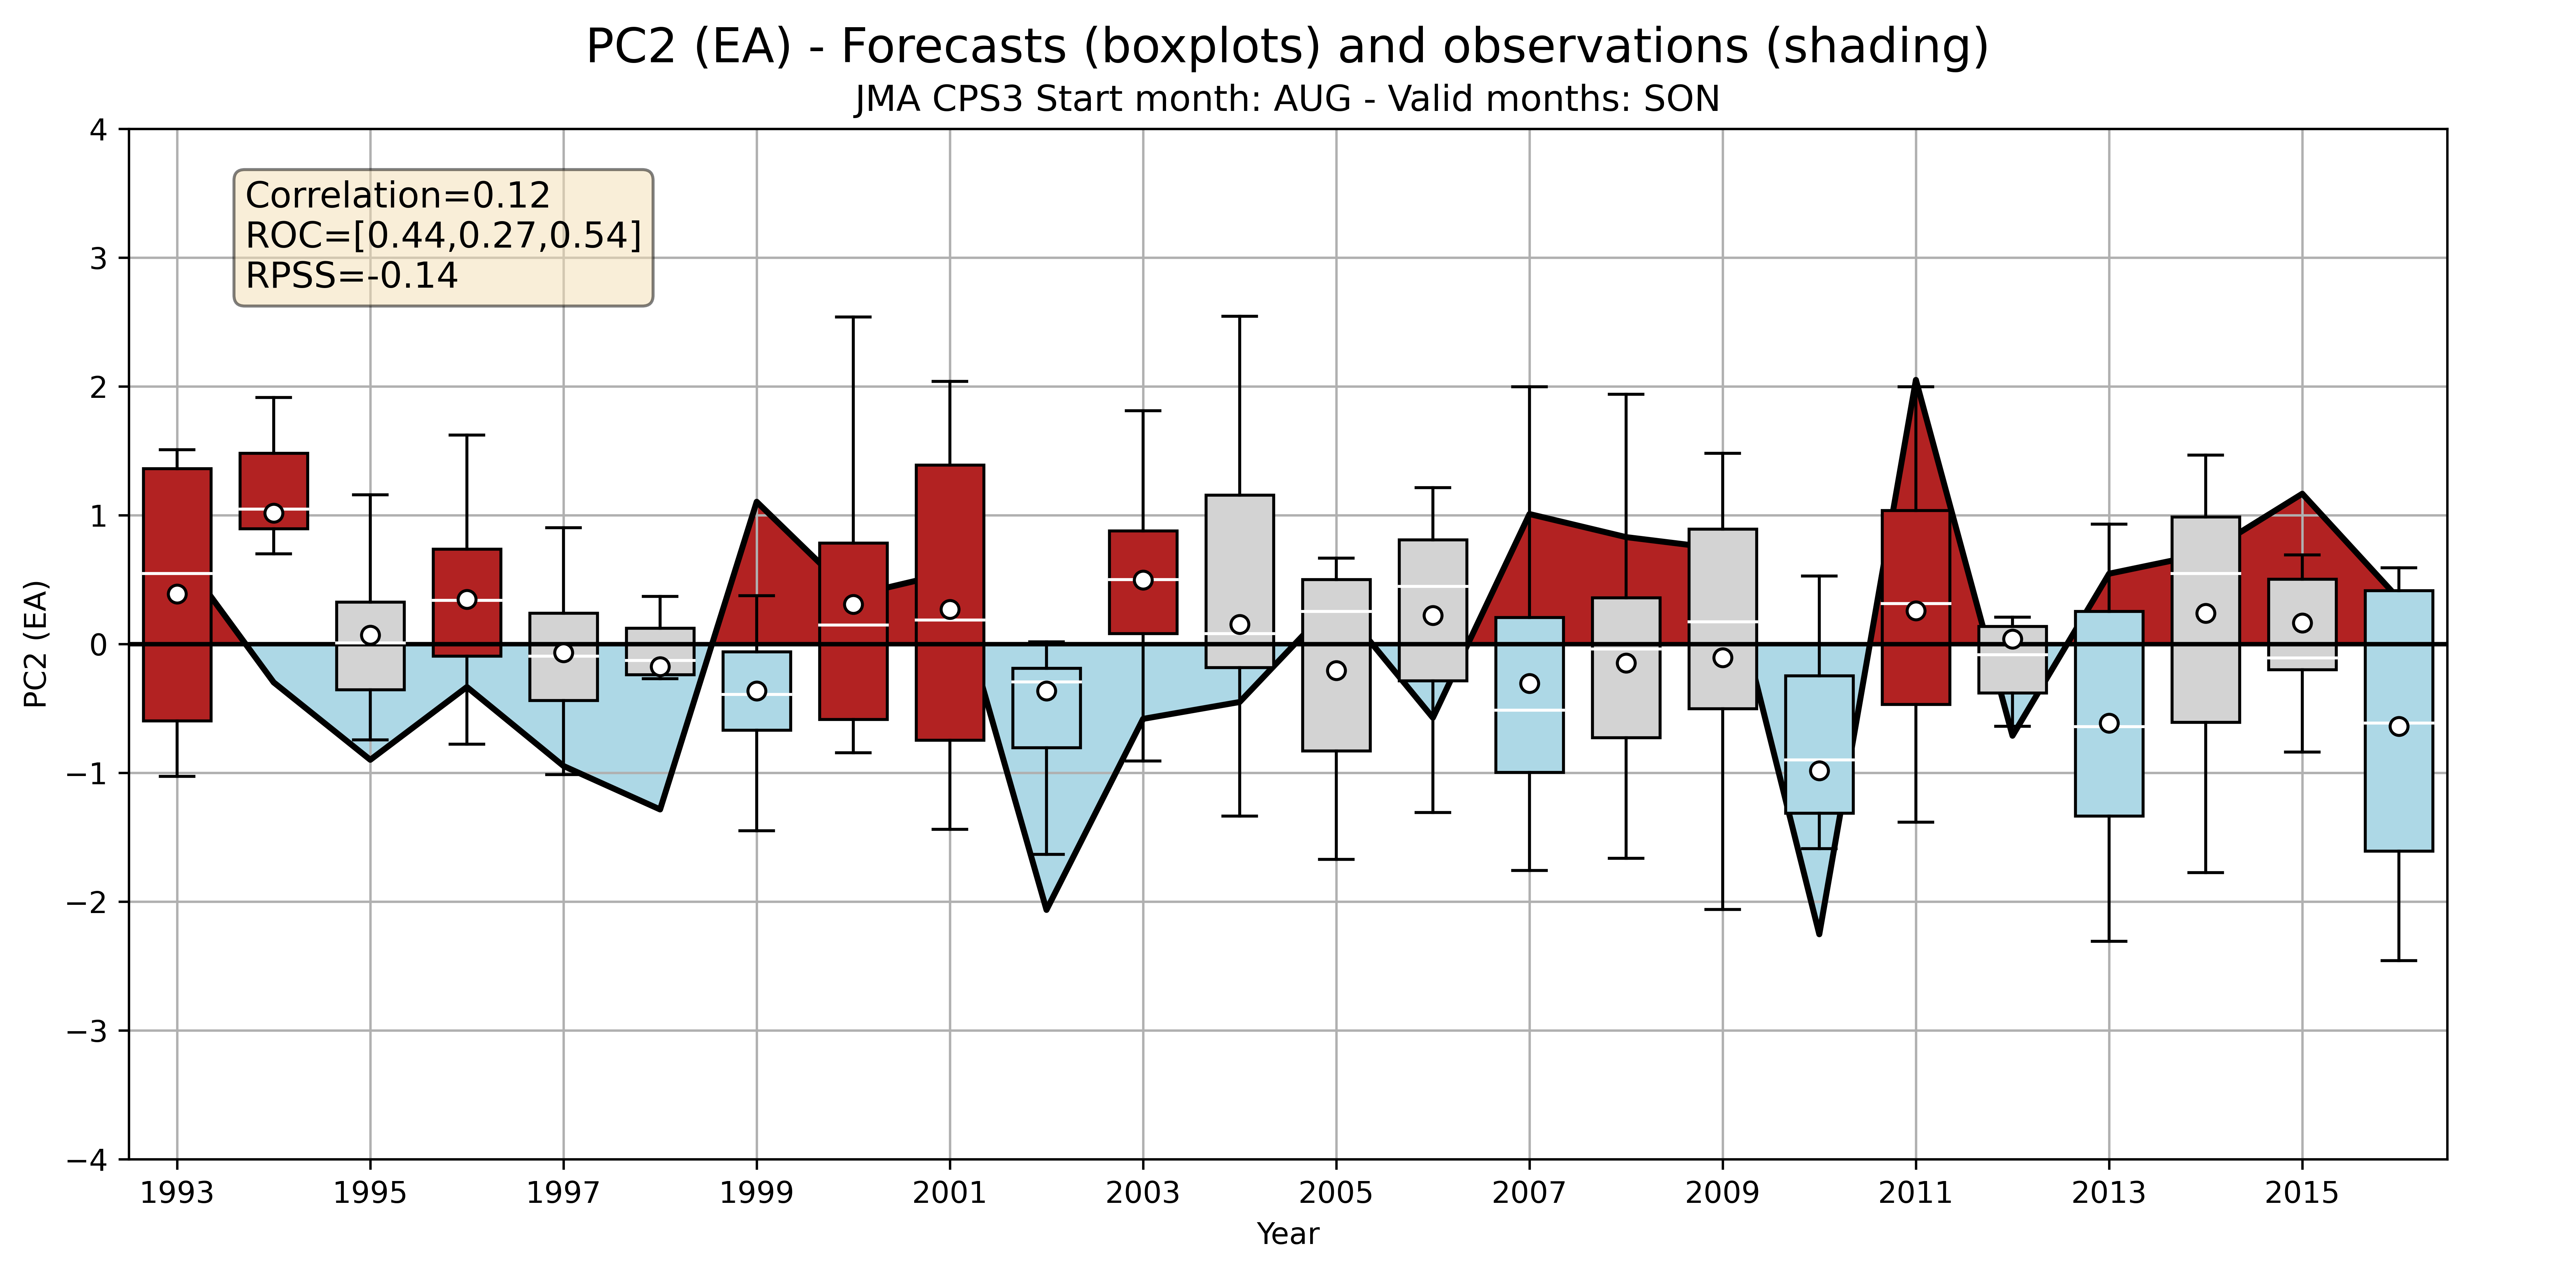 PC2 (EA) - Forecasts (boxplots) and observations (shading)
JMA CPS3 Start month: AUG - Valid months: SON
Correlation=0.12
ROC=[0.44,0.27,0.54]
RPSS=-0.14
PC2 (EA)
4
3
2
1
0
−1
−2
−3
−4
1993 1995 1997 1999 2001 2003 2005 2007 2009 2011 2013 2015
Year